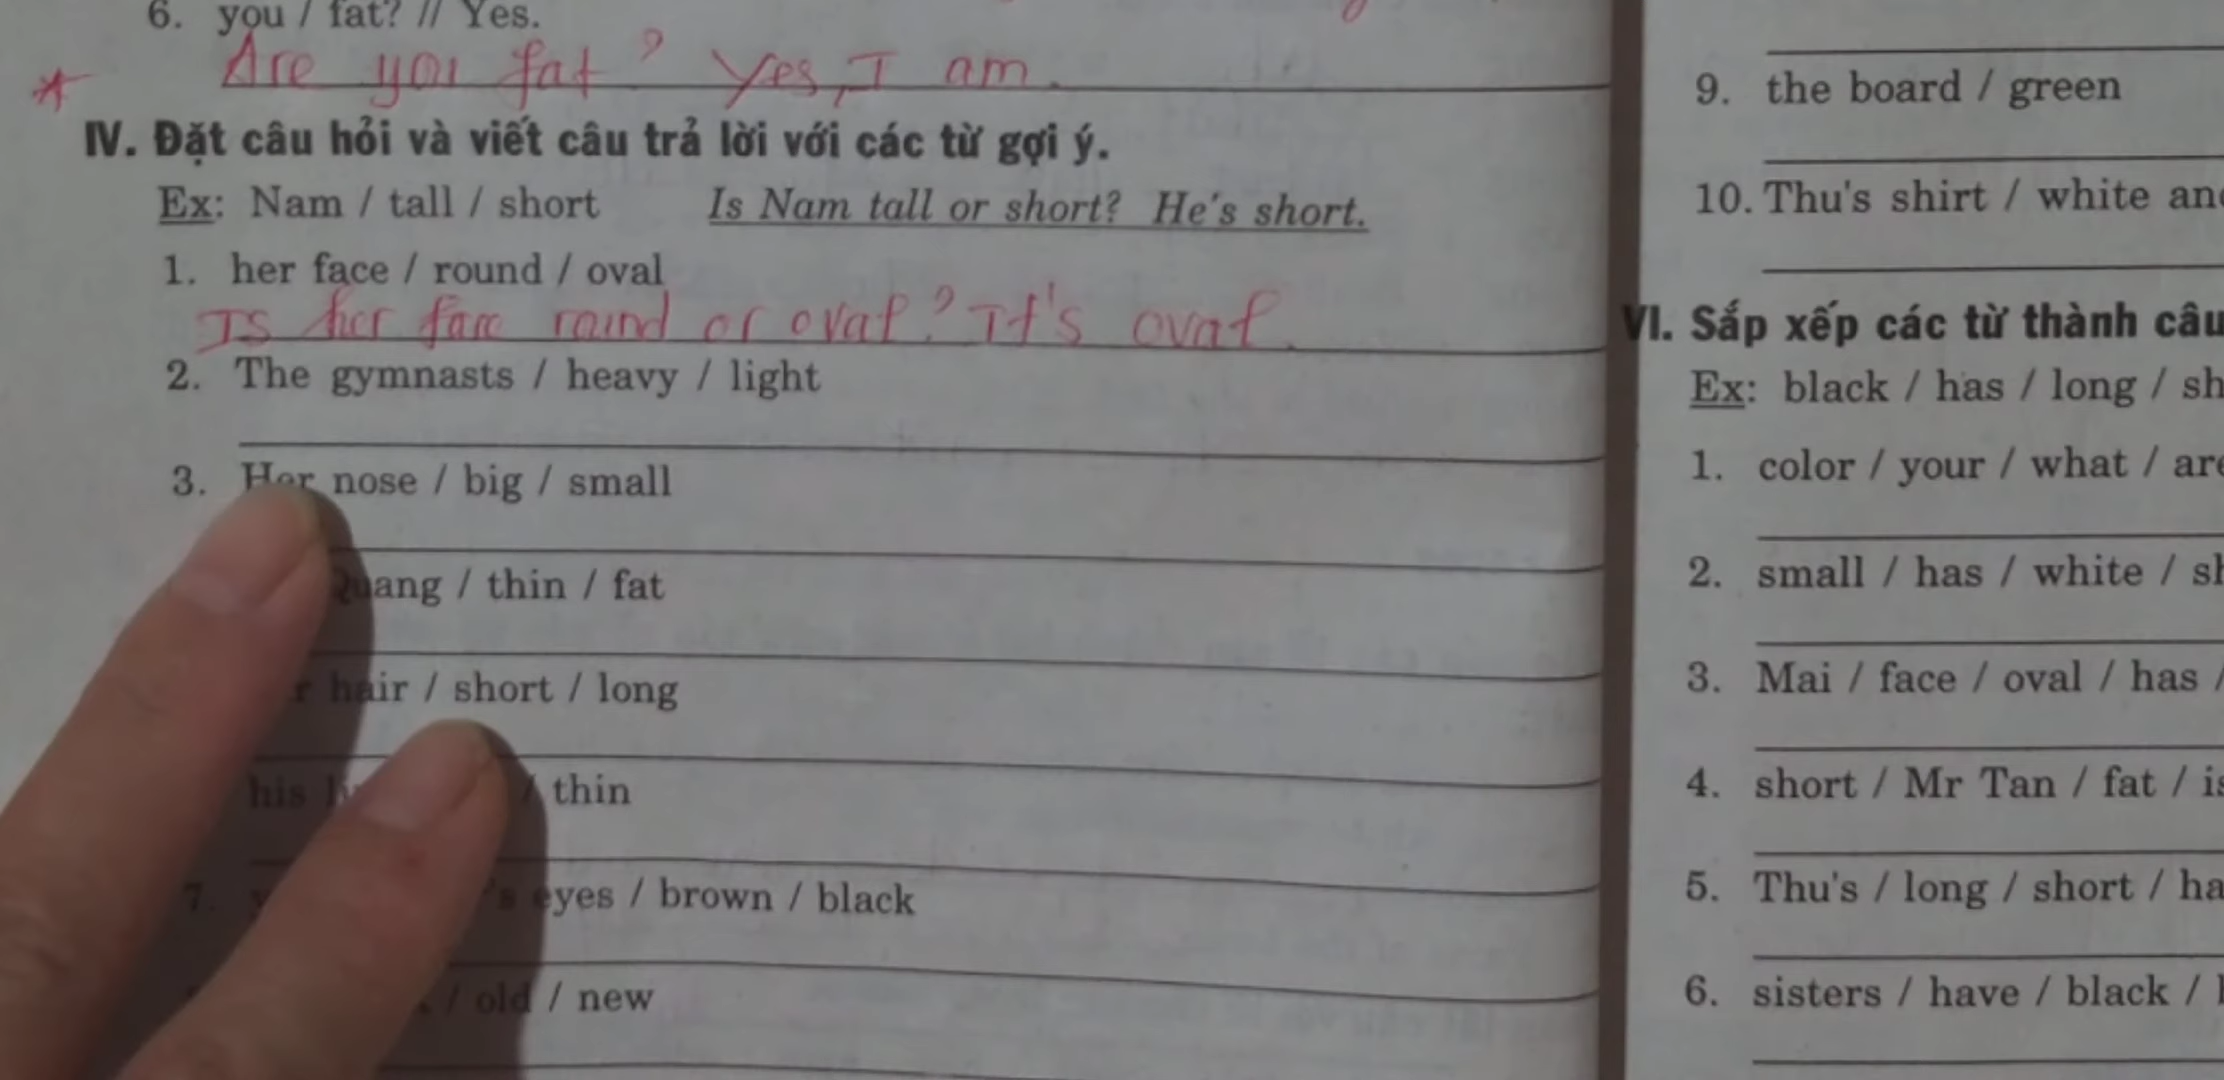 6. you / fat? // Yes.
Are you fat? Yes, I am.
*
IV. Đặt câu hỏi và viết câu trả lời với các từ gợi ý.
Ex: Nam / tall / short Is Nam tall or short? He's short.
1. her face / round / oval
Is her face round or oval? It's oval.
2. The gymnasts / heavy / light
3. Her nose / big / small
Quang / thin / fat
hair / short / long
his / thin
7. 's eyes / brown / black
/ old / new
9. the board / green
10. Thu's shirt / white
VI. Sắp xếp các từ thành câu
Ex: black / has / long /
1. color / your / what /
2. small / has / white /
3. Mai / face / oval / has /
4. short / Mr Tan / fat /
5. Thu's / long / short /
6. sisters / have / black /